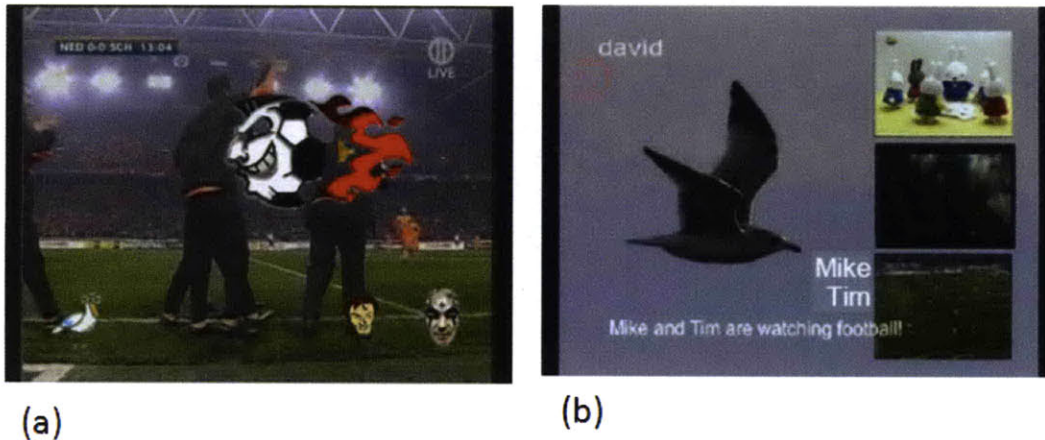 NED 0-0 SCH 13:04
LIVE
david
Mike
Tim
Mike and Tim are watching football!
(a)
(b)